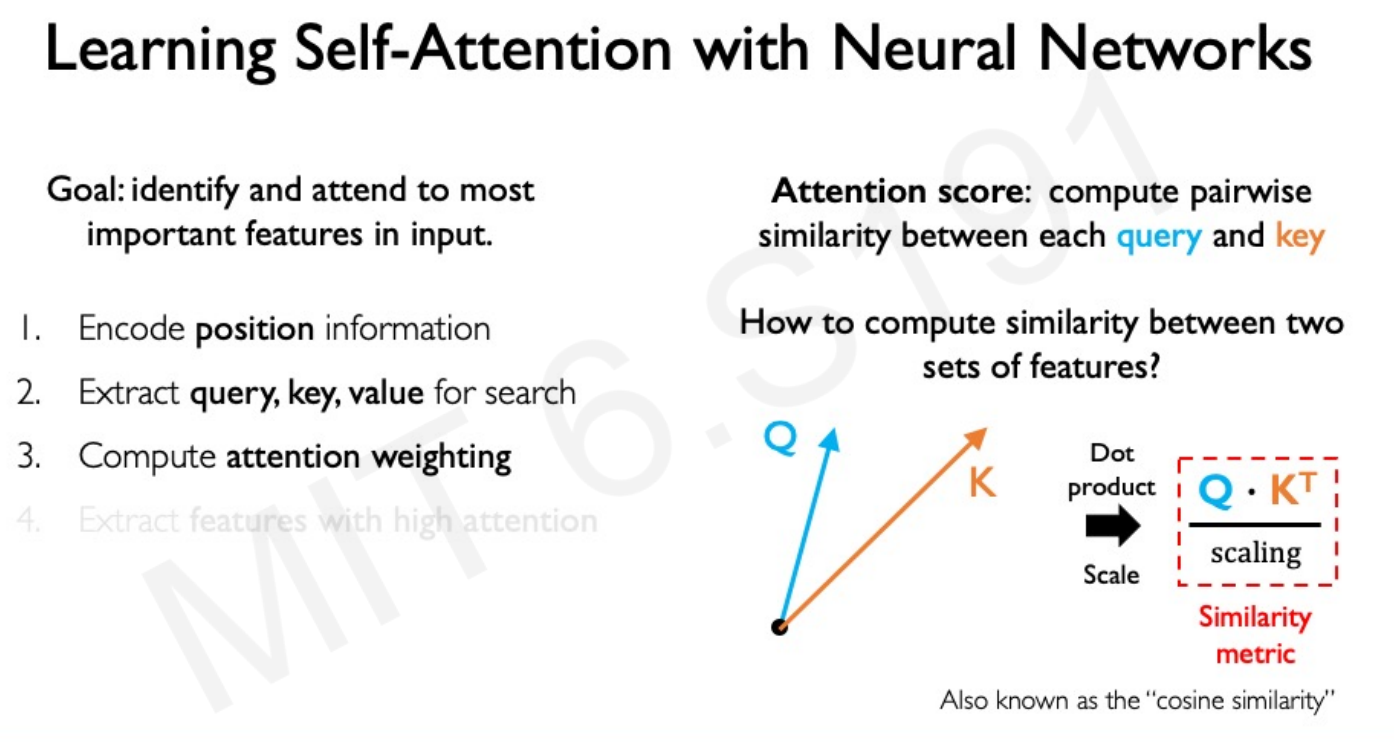 Learning Self-Attention with Neural Networks
Goal: identify and attend to most
important features in input.
1. Encode position information
2. Extract query, key, value for search
3. Compute attention weighting
4. Extract features with high attention
Attention score: compute pairwise
similarity between each query and key
How to compute similarity between two
sets of features?
Q
K
Dot
product
Scale
Q · Kᵀ
scaling
Similarity
metric
Also known as the “cosine similarity”
MIT 6.S191